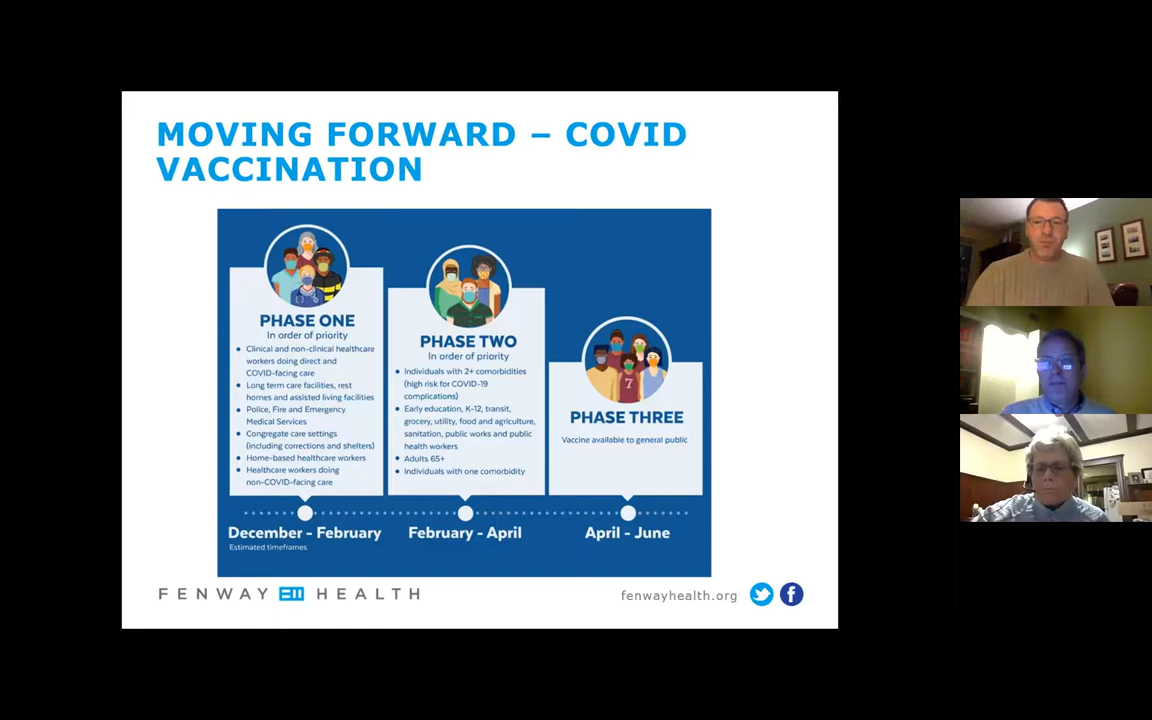 MOVING FORWARD – COVID
VACCINATION
PHASE ONE
In order of priority
• Clinical and non-clinical healthcare
workers doing direct and
COVID-facing care
• Long term care facilities, rest
homes and assisted living facilities
• Police, Fire and Emergency
Medical Services
• Congregate care settings
(including corrections and shelters)
• Home-based healthcare workers
• Healthcare workers doing
non-COVID-facing care
PHASE TWO
In order of priority
• Individuals with 2+ comorbidities
(high risk for COVID-19
complications)
• Early education, K-12, transit,
grocery, utility, food and agriculture,
sanitation, public works and public
health workers
• Adults 65+
• Individuals with one comorbidity
7
PHASE THREE
Vaccine available to general public
December - February
Estimated timeframes
February - April
April - June
FENWAY HEALTH
fenwayhealth.org